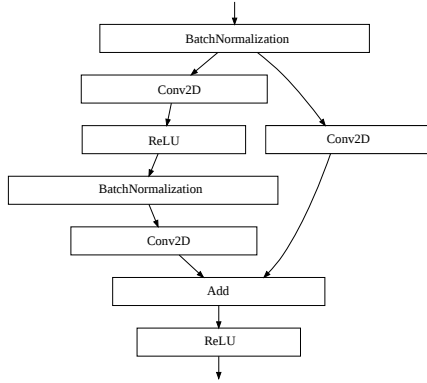 BatchNormalization
Conv2D
ReLU
Conv2D
BatchNormalization
Conv2D
Add
ReLU